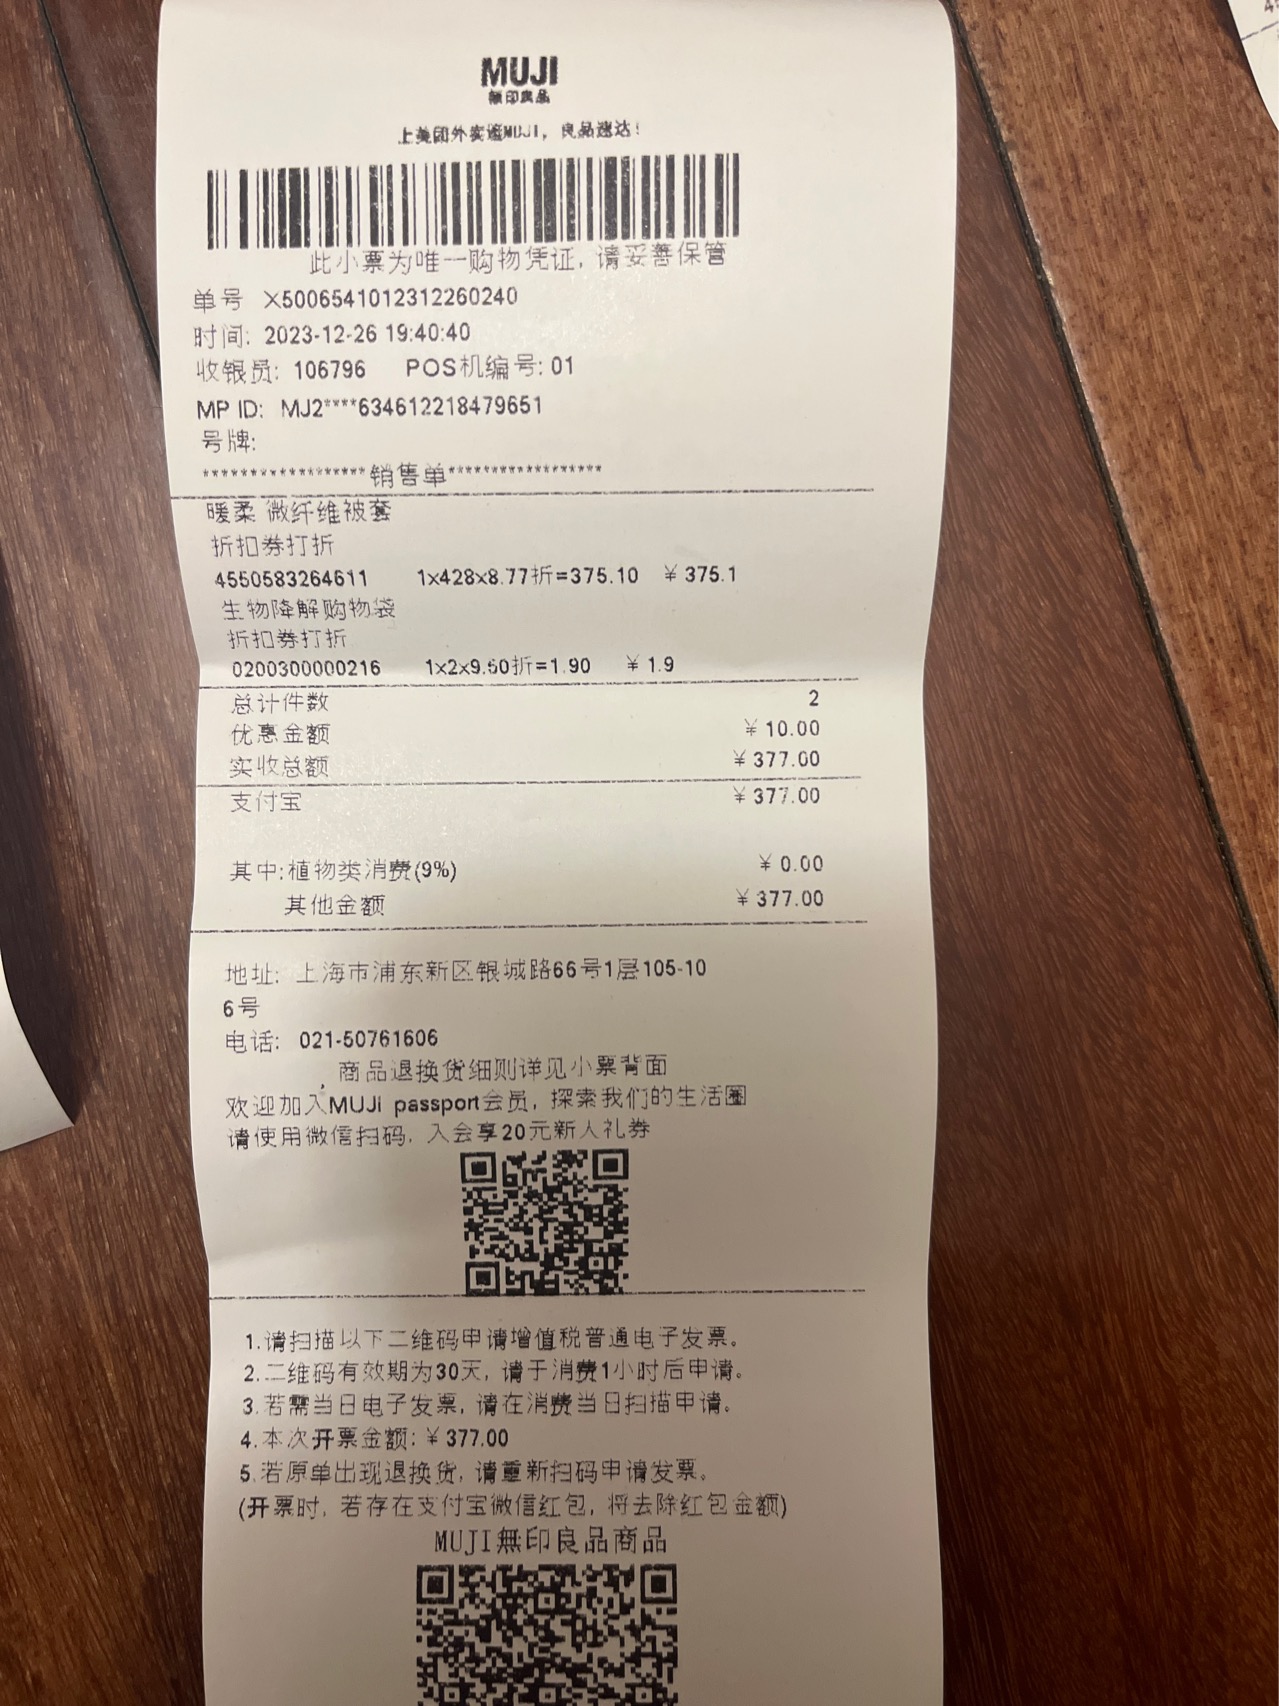 MUJI
無印良品
上美团外卖逛MUJI，良品速达！
此小票为唯一购物凭证，请妥善保管
单号 X5006541012312260240
时间: 2023-12-26 19:40:40
收银员: 106796 POS机编号: 01
MP ID: MJ2****634612218479651
号牌:
******************销售单*****************
暖柔 微纤维被套
折扣券打折
4550583264611 1x428x8.77折=375.10 ￥375.1
生物降解购物袋
折扣券打折
0200300000216 1x2x9.50折=1.90 ￥1.9
总计件数 2
优惠金额 ￥10.00
实收总额 ￥377.00
支付宝 ￥377.00
其中:植物类消费(9%) ￥0.00
其他金额 ￥377.00
地址: 上海市浦东新区银城路66号1层105-10
6号
电话: 021-50761606
商品退换货细则详见小票背面
欢迎加入MUJi passport会员, 探索我们的生活圈
请使用微信扫码, 入会享20元新人礼券
1.请扫描以下二维码申请增值税普通电子发票。
2.二维码有效期为30天, 请于消费1小时后申请。
3.若需当日电子发票, 请在消费当日扫描申请。
4.本次开票金额: ￥377.00
5.若原单出现退换货, 请重新扫码申请发票。
(开票时, 若存在支付宝微信红包, 将去除红包金额)
MUJI無印良品商品